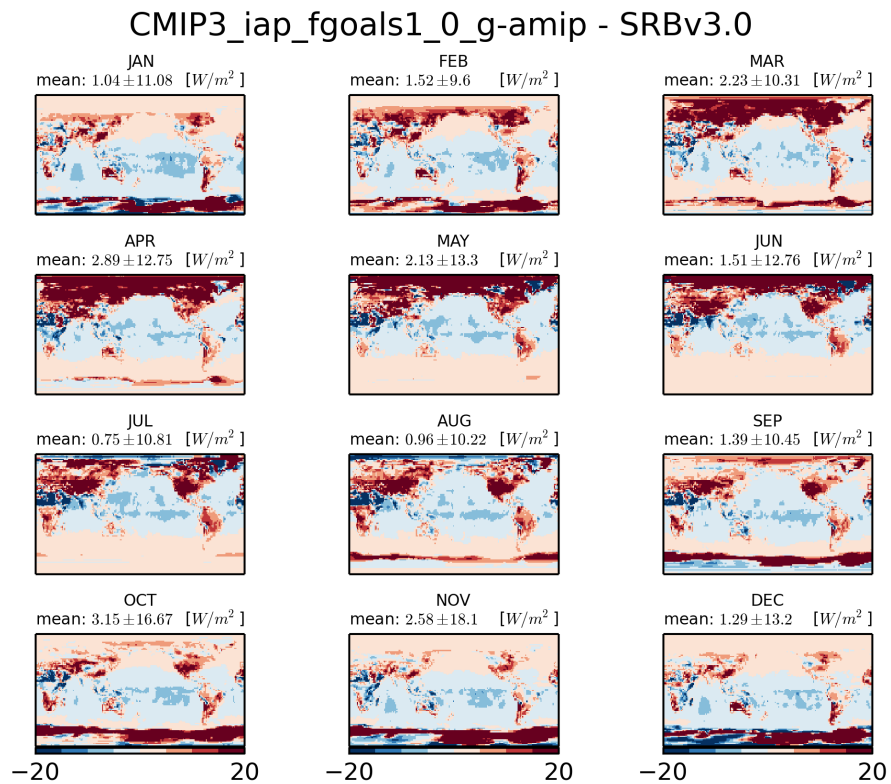 CMIP3_iap_fgoals1_0_g-amip - SRBv3.0
JAN
mean: 1.04±11.08 [W/m² ]
FEB
mean: 1.52±9.6 [W/m² ]
MAR
mean: 2.23±10.31 [W/m² ]
APR
mean: 2.89±12.75 [W/m² ]
MAY
mean: 2.13±13.3 [W/m² ]
JUN
mean: 1.51±12.76 [W/m² ]
JUL
mean: 0.75±10.81 [W/m² ]
AUG
mean: 0.96±10.22 [W/m² ]
SEP
mean: 1.39±10.45 [W/m² ]
OCT
mean: 3.15±16.67 [W/m² ]
NOV
mean: 2.58±18.1 [W/m² ]
DEC
mean: 1.29±13.2 [W/m² ]
−20 20
−20 20
−20 20